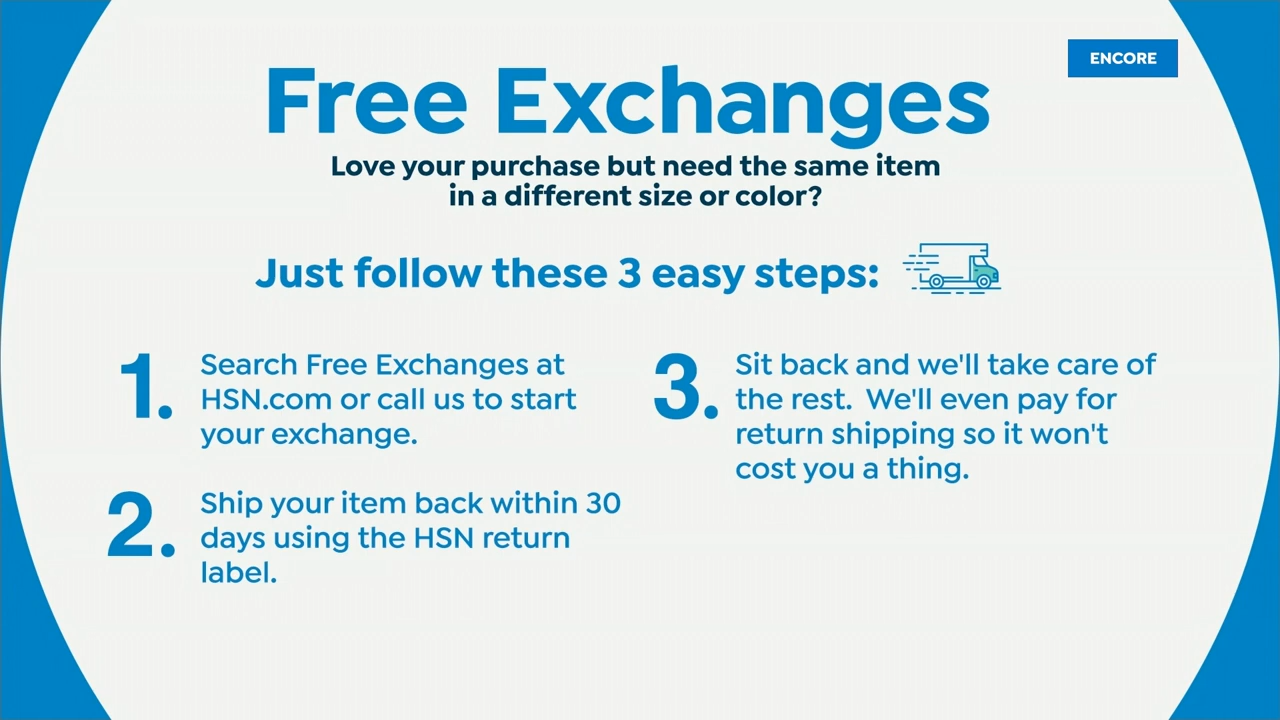 ENCORE
Free Exchanges
Love your purchase but need the same item
in a different size or color?
Just follow these 3 easy steps:
1. Search Free Exchanges at
HSN.com or call us to start
your exchange.
2. Ship your item back within 30
days using the HSN return
label.
3. Sit back and we'll take care of
the rest.  We'll even pay for
return shipping so it won't
cost you a thing.